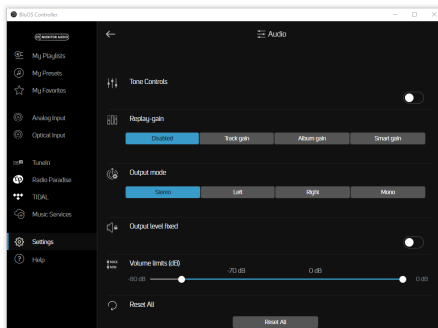 BluOS Controller
MONITOR AUDIO
My Playlists
My Presets
My Favorites
Analog Input
Optical Input
TuneIn
Radio Paradise
TIDAL
Music Services
Settings
Help
Audio
Tone Controls
Replay-gain
Disabled Track gain Album gain Smart gain
Output mode
Stereo Left Right Mono
Output level fixed
Volume limits (dB)
-80 dB -70 dB 0 dB 0 dB
Reset All
Reset All